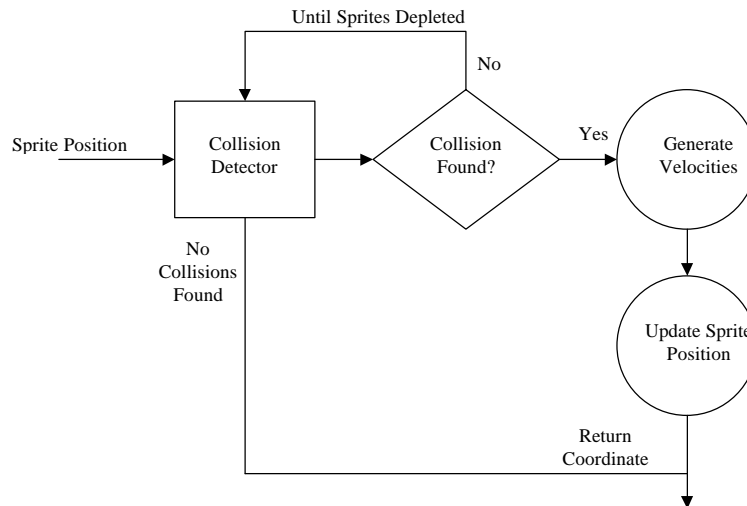 Until Sprites Depleted
No
Sprite Position
Collision
Detector
Collision
Found?
Yes
Generate
Velocities
No
Collisions
Found
Update Sprite
Position
Return
Coordinate